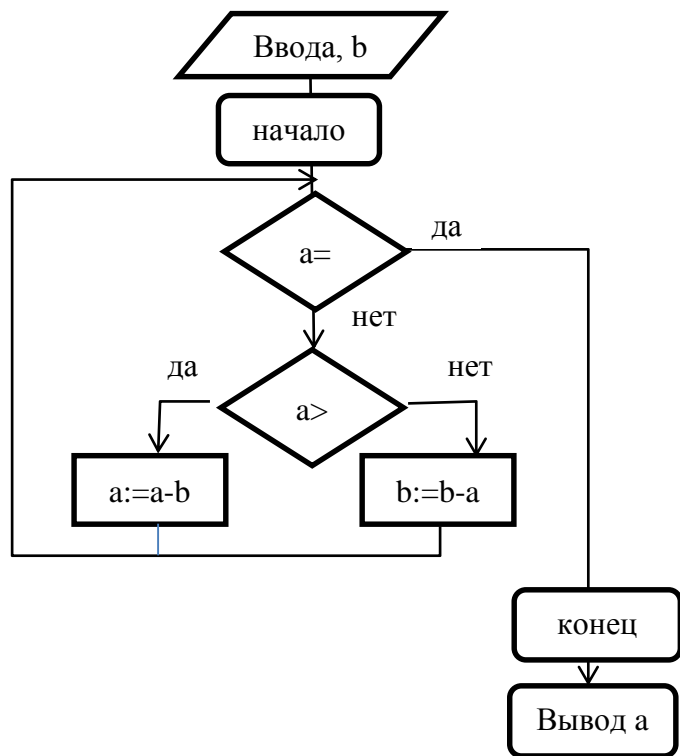 Ввода, b
начало
a=
да
нет
a>
да
нет
a:=a-b
b:=b-a
конец
Вывод a